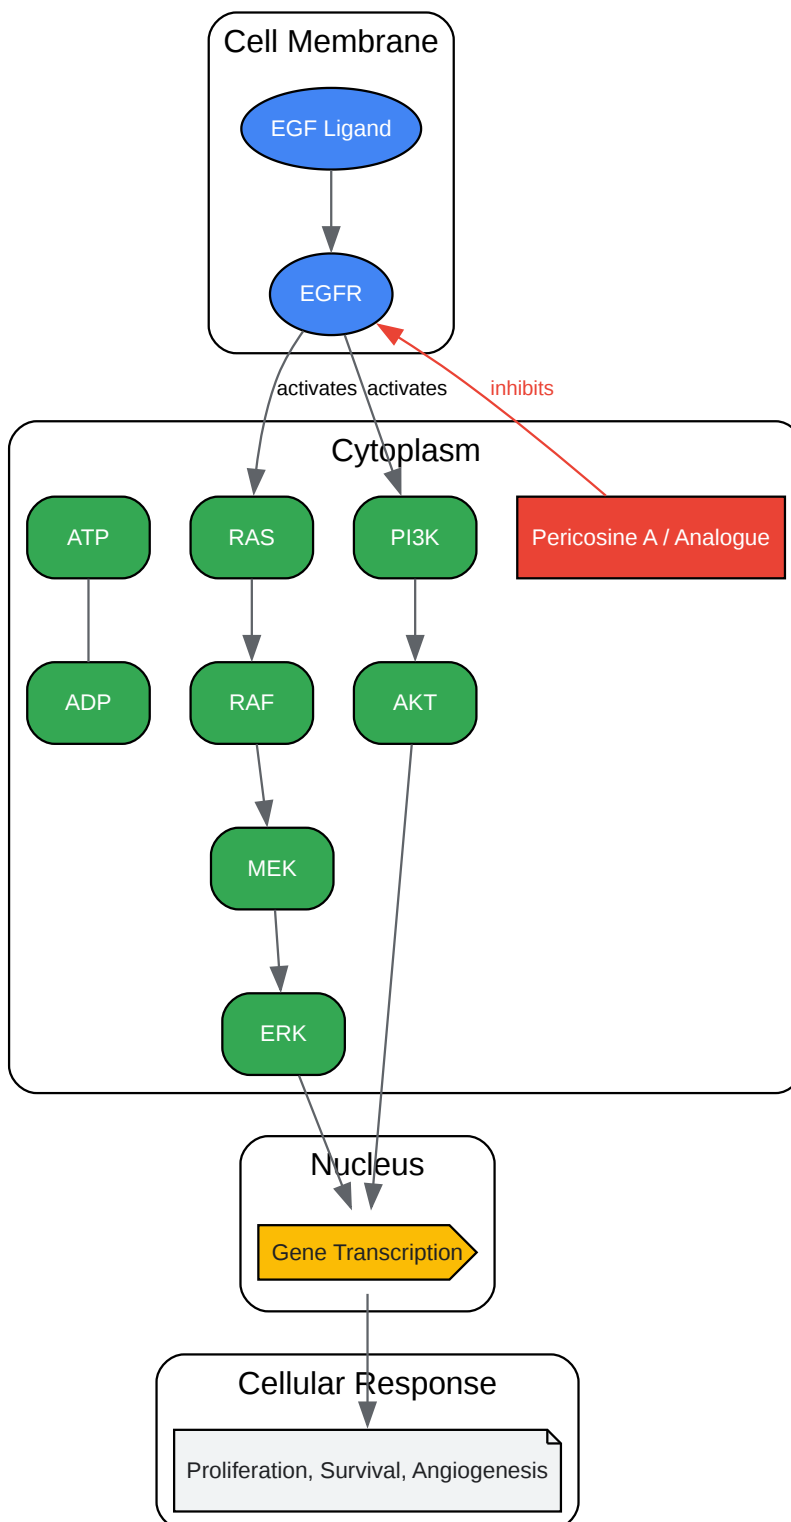 Cell Membrane
EGF Ligand
EGFR
activates
activates
inhibits
Cytoplasm
ATP
RAS
PI3K
Pericosine A / Analogue
ADP
RAF
AKT
MEK
ERK
Nucleus
Gene Transcription
Cellular Response
Proliferation, Survival, Angiogenesis